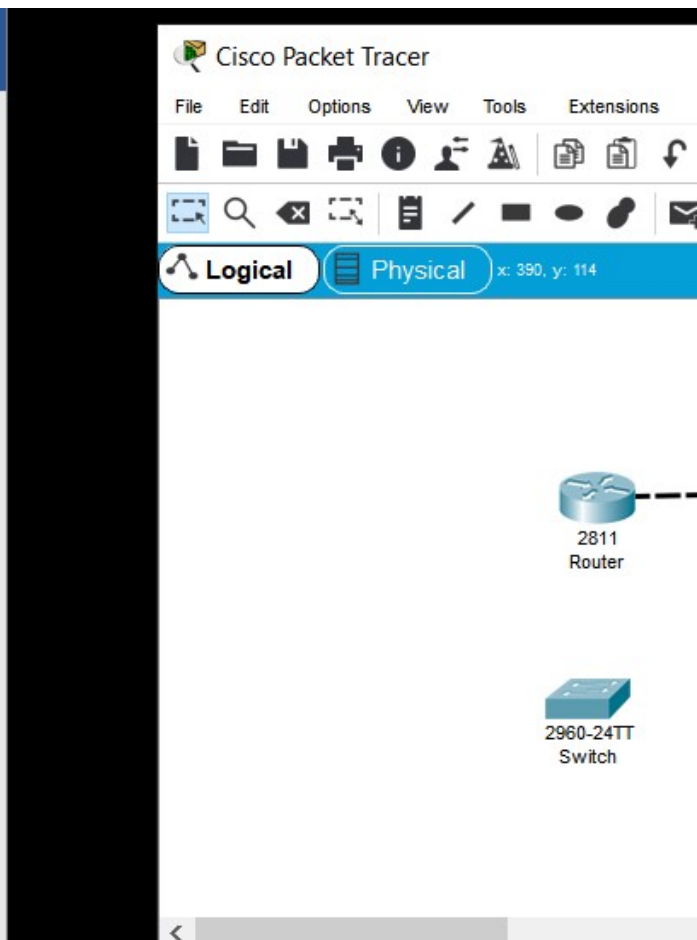 Cisco Packet Tracer
File Edit Options View Tools Extensions
Logical Physical x: 390, y: 114
2811
Router
2960-24TT
Switch